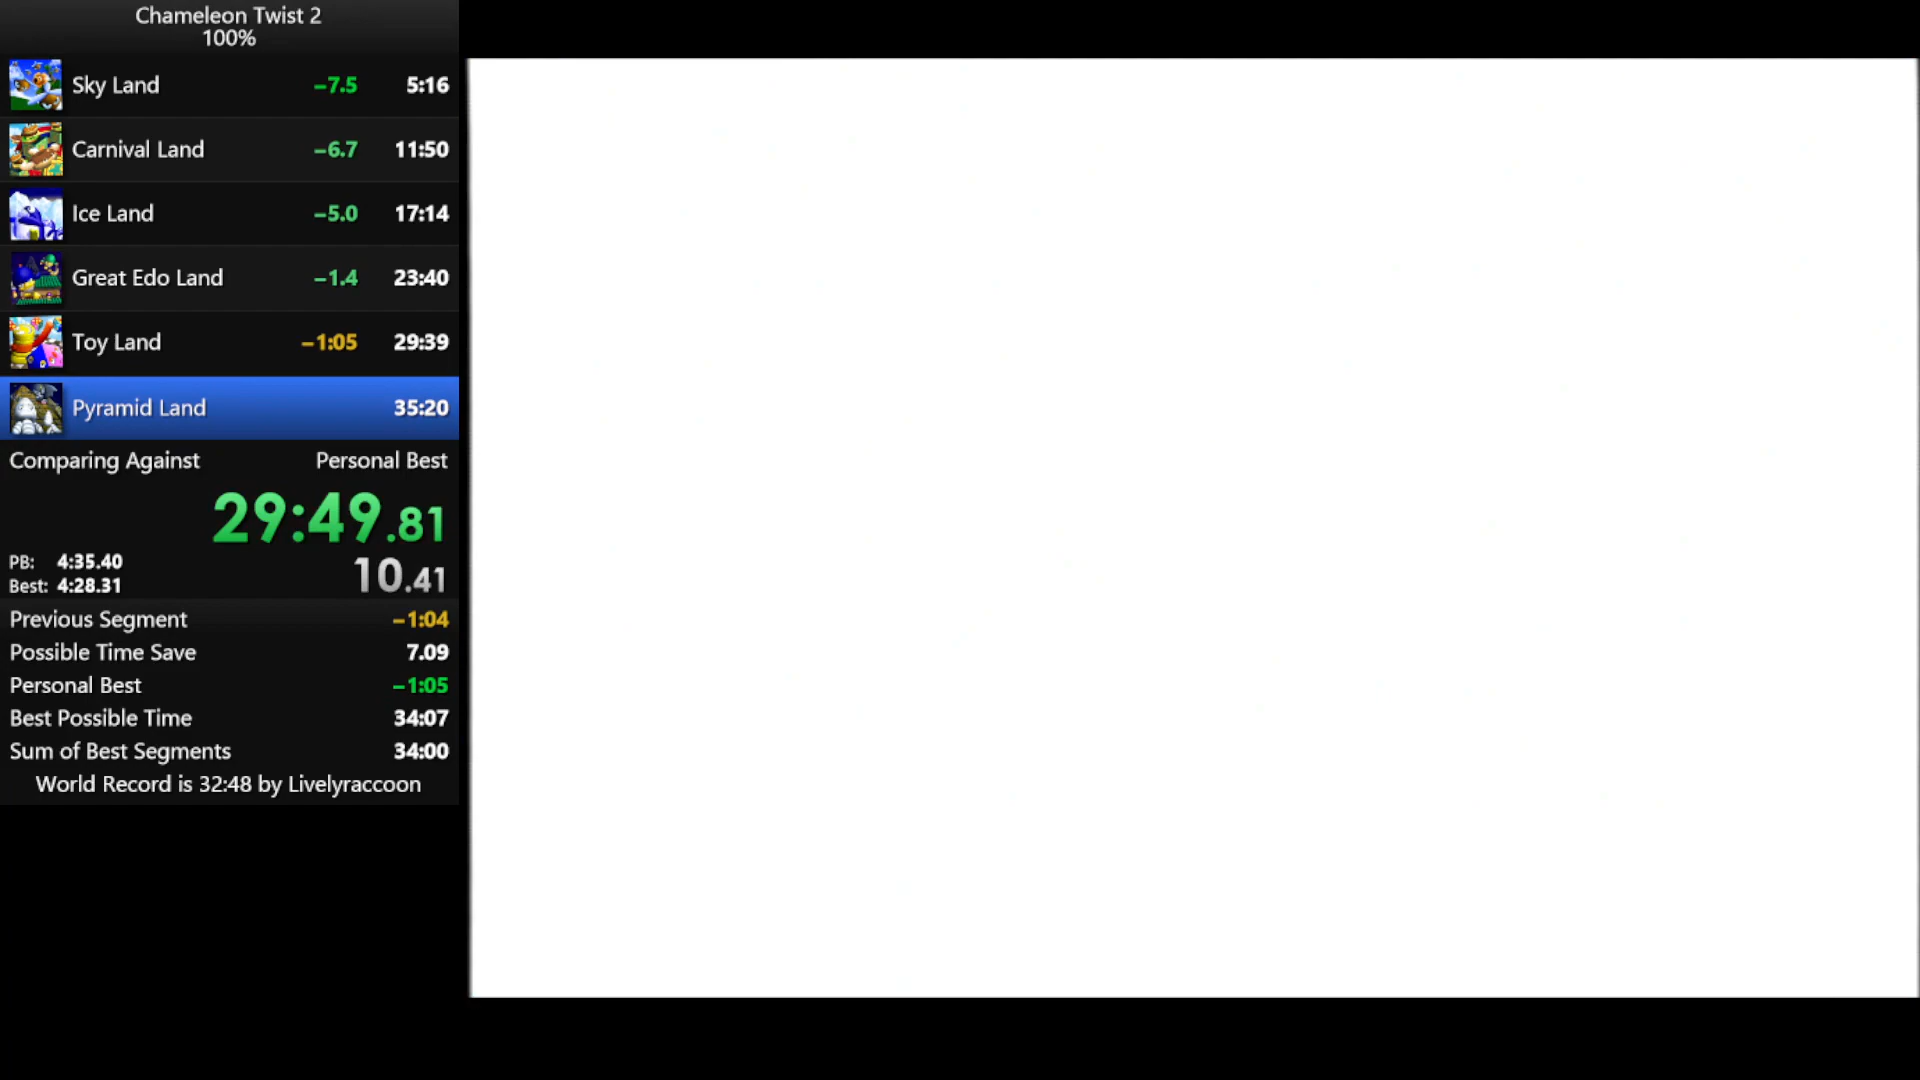 Chameleon Twist 2
100%
Sky Land −7.5 5:16
Carnival Land −6.7 11:50
Ice Land −5.0 17:14
Great Edo Land −1.4 23:40
Toy Land −1:05 29:39
Pyramid Land 35:20
Comparing Against Personal Best
29:49.81
PB: 4:35.40
Best: 4:28.31
10.41
Previous Segment −1:04
Possible Time Save 7.09
Personal Best −1:05
Best Possible Time 34:07
Sum of Best Segments 34:00
World Record is 32:48 by Livelyraccoon